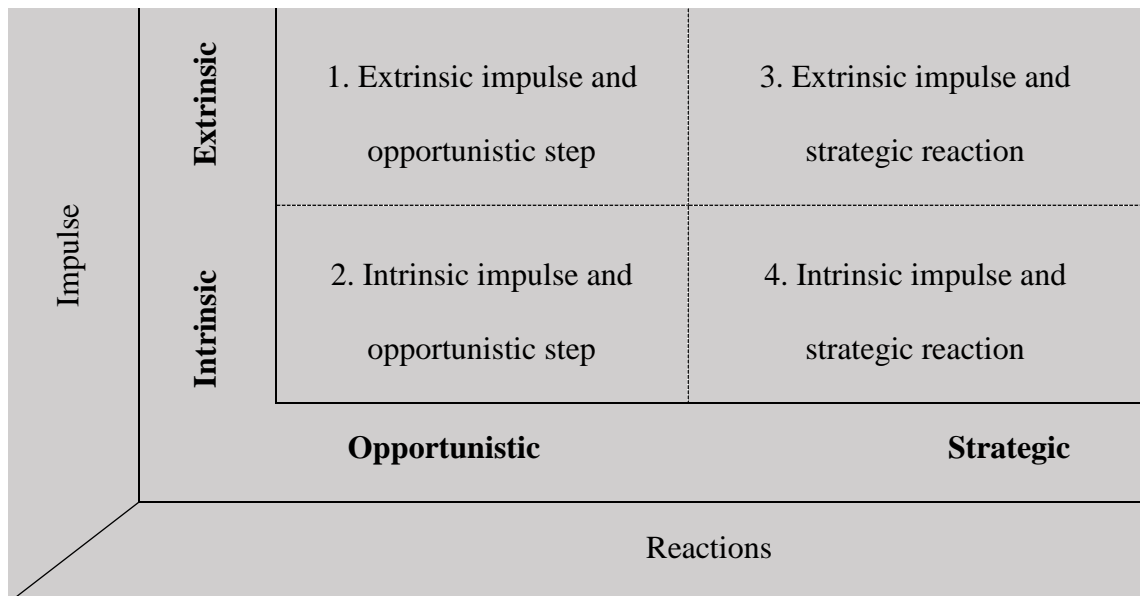 Impulse
Extrinsic
1. Extrinsic impulse and
opportunistic step
3. Extrinsic impulse and
strategic reaction
Intrinsic
2. Intrinsic impulse and
opportunistic step
4. Intrinsic impulse and
strategic reaction
Opportunistic
Strategic
Reactions